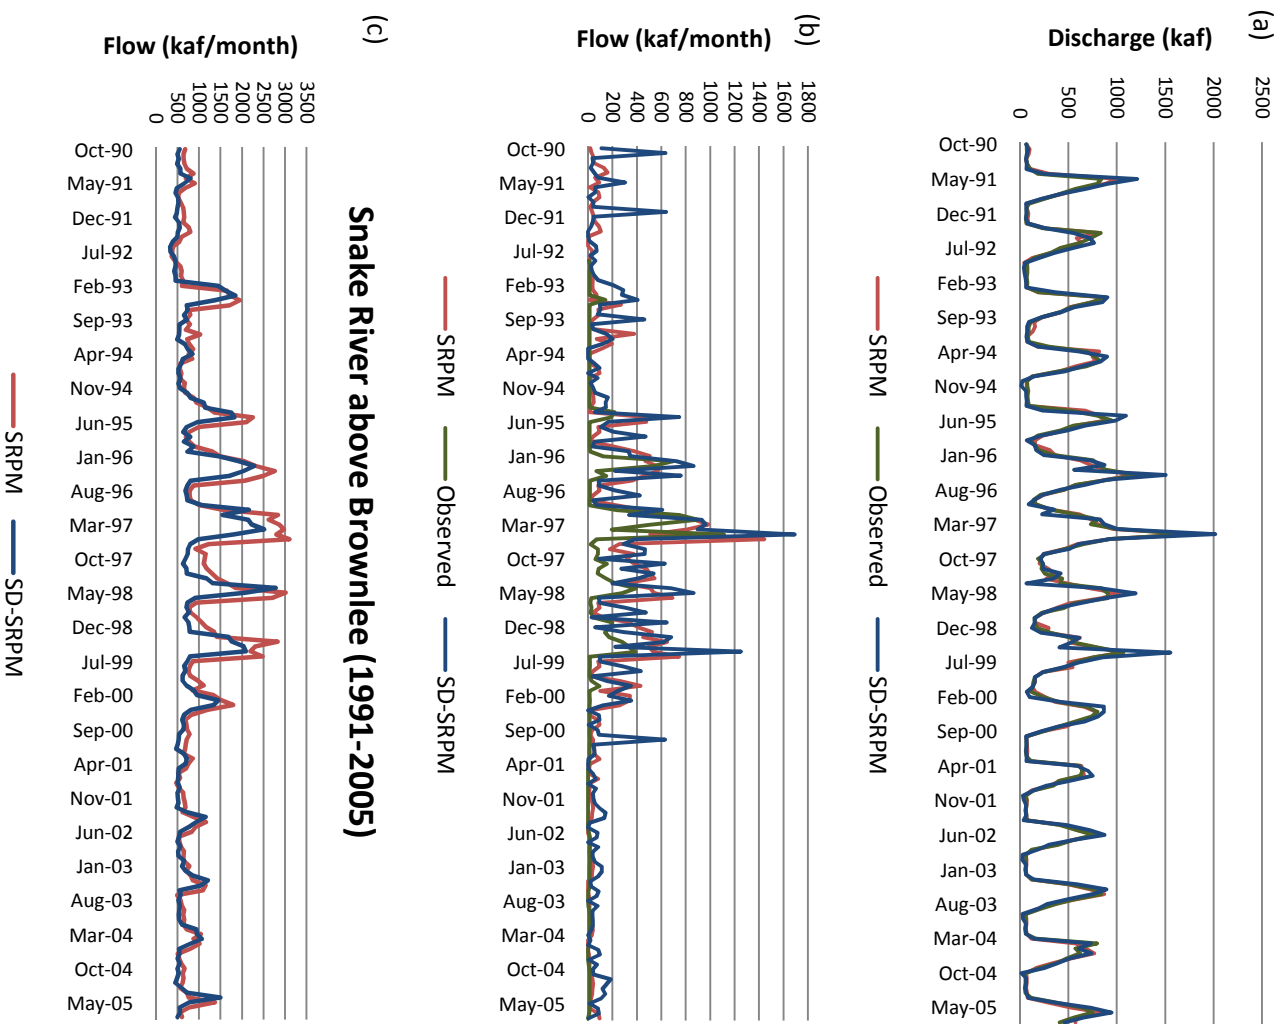 (a)
Discharge (kaf)
0
500
1000
1500
2000
2500
Oct-90
May-91
Dec-91
Jul-92
Feb-93
Sep-93
Apr-94
Nov-94
Jun-95
Jan-96
Aug-96
Mar-97
Oct-97
May-98
Dec-98
Jul-99
Feb-00
Sep-00
Apr-01
Nov-01
Jun-02
Jan-03
Aug-03
Mar-04
Oct-04
May-05
SRPM Observed SD-SRPM
(b)
Flow (kaf/month)
0
200
400
600
800
1000
1200
1400
1600
1800
Oct-90
May-91
Dec-91
Jul-92
Feb-93
Sep-93
Apr-94
Nov-94
Jun-95
Jan-96
Aug-96
Mar-97
Oct-97
May-98
Dec-98
Jul-99
Feb-00
Sep-00
Apr-01
Nov-01
Jun-02
Jan-03
Aug-03
Mar-04
Oct-04
May-05
SRPM Observed SD-SRPM
(c)
Snake River above Brownlee (1991-2005)
Flow (kaf/month)
0
500
1000
1500
2000
2500
3000
3500
Oct-90
May-91
Dec-91
Jul-92
Feb-93
Sep-93
Apr-94
Nov-94
Jun-95
Jan-96
Aug-96
Mar-97
Oct-97
May-98
Dec-98
Jul-99
Feb-00
Sep-00
Apr-01
Nov-01
Jun-02
Jan-03
Aug-03
Mar-04
Oct-04
May-05
SRPM SD-SRPM